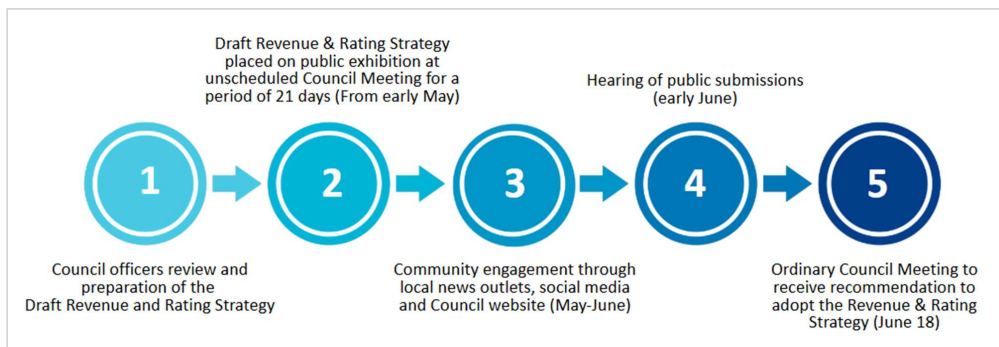 1
Council officers review and
preparation of the
Draft Revenue and Rating Strategy
Draft Revenue & Rating Strategy
placed on public exhibition at
unscheduled Council Meeting for a
period of 21 days (From early May)
2
3
Community engagement through
local news outlets, social media
and Council website (May-June)
Hearing of public submissions
(early June)
4
5
Ordinary Council Meeting to
receive recommendation to
adopt the Revenue & Rating
Strategy (June 18)